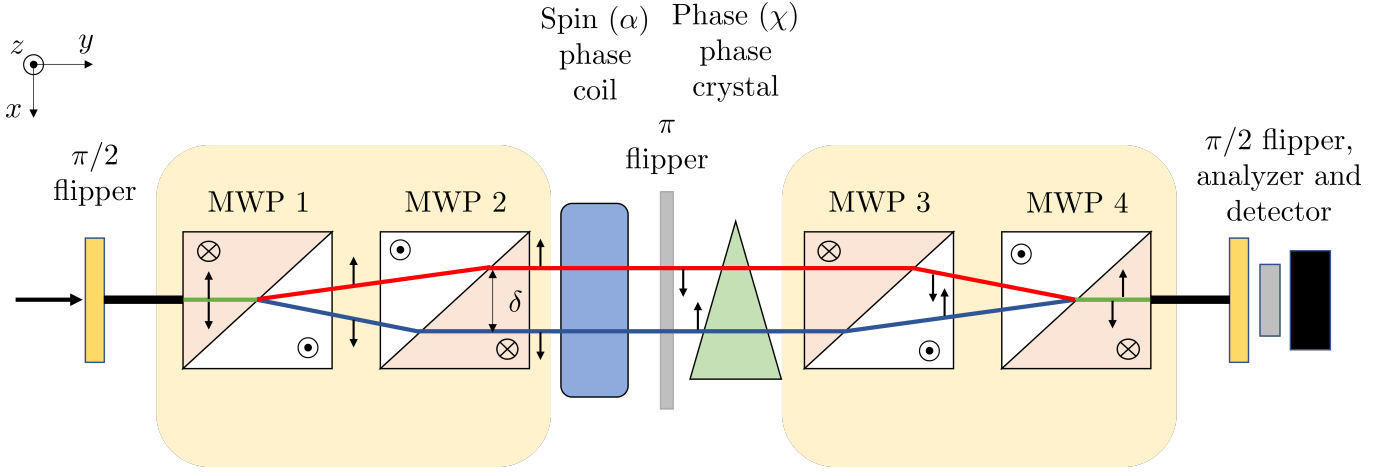 z
y
x
π/2
flipper
MWP 1
MWP 2
δ
Spin (α)
phase
coil
π
flipper
Phase (χ)
phase
crystal
MWP 3
MWP 4
π/2 flipper,
analyzer and
detector